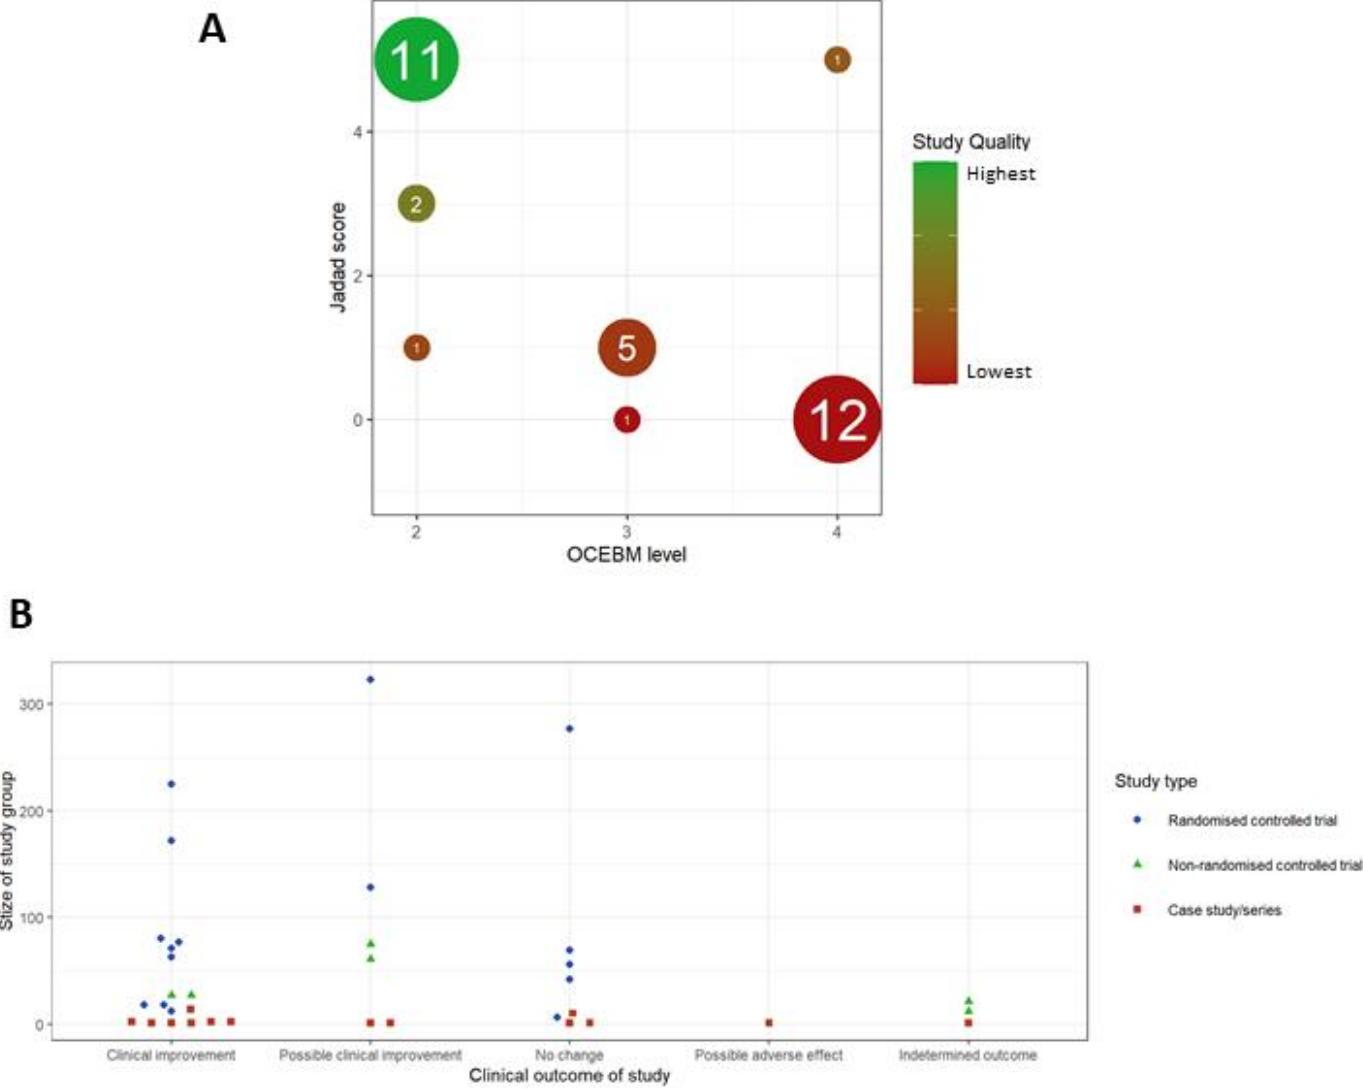 A
11
1
4
Study Quality
Highest
2
Jadad score
2
1
5
Lowest
0
1
12
2
3
4
OCEBM level
B
300
200
100
0
Stize of study group
Study type
Randomised controlled trial
Non-randomised controlled trial
Case study/series
Clinical improvement
Possible clinical improvement
No change
Possible adverse effect
Indetermined outcome
Clinical outcome of study